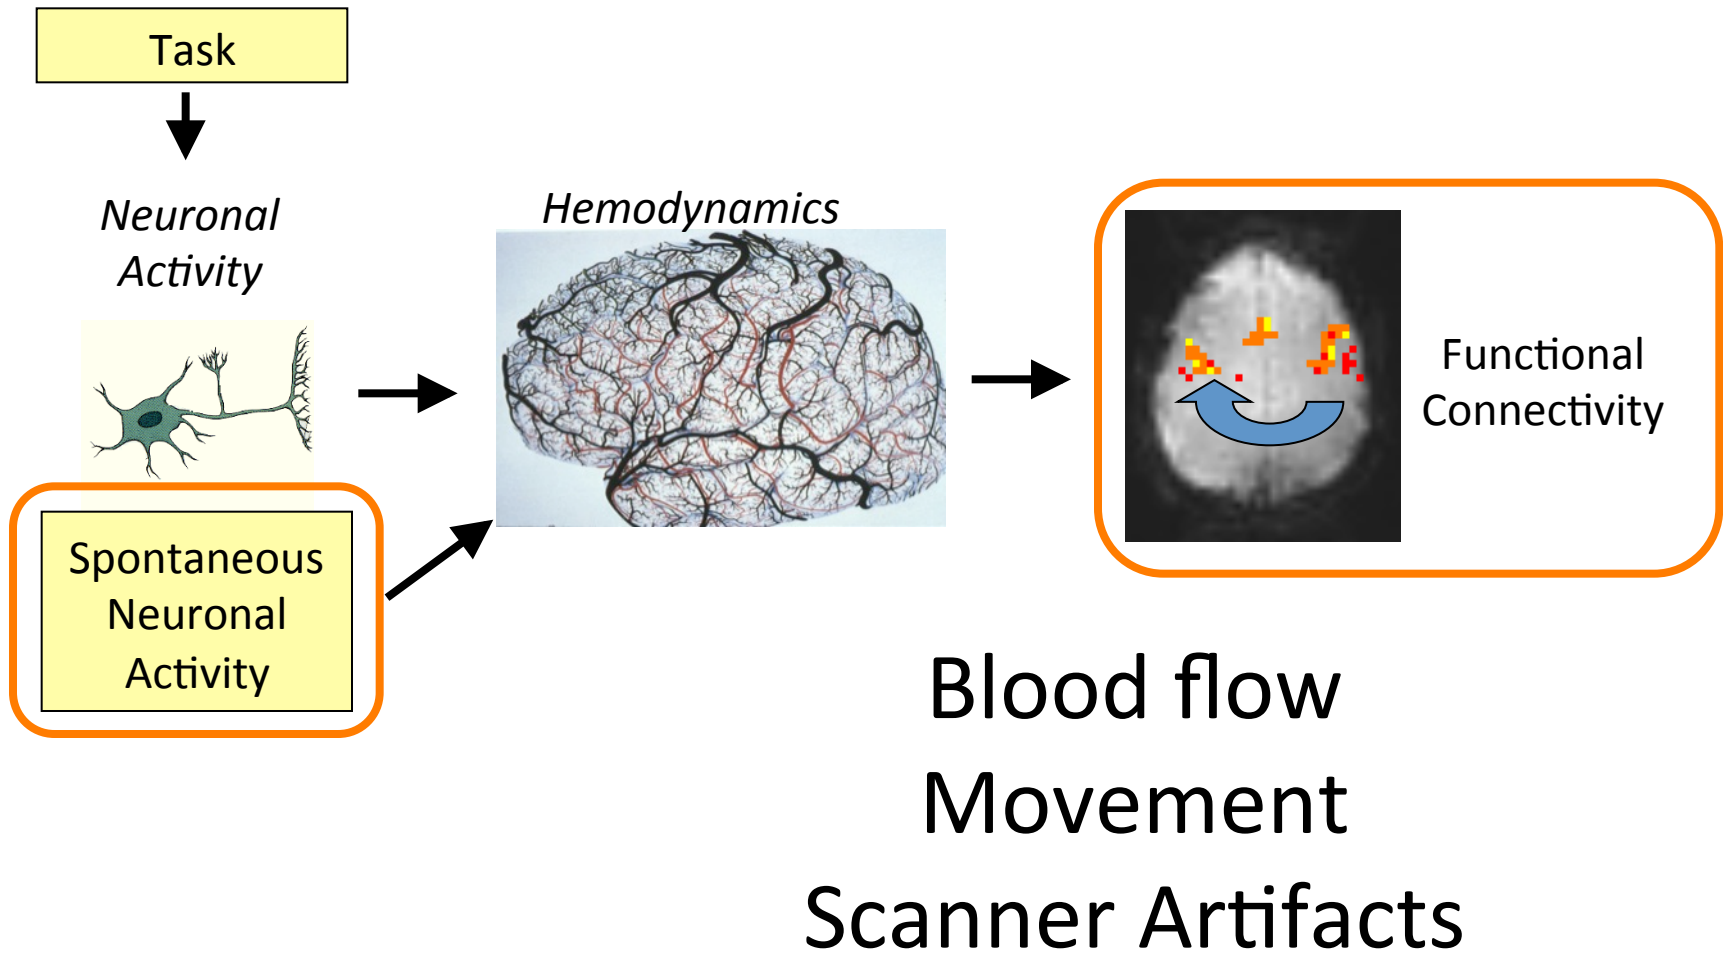 Task
Neuronal
Activity
Hemodynamics
Functional
Connectivity
Spontaneous
Neuronal
Activity
Blood flow
Movement
Scanner Artifacts